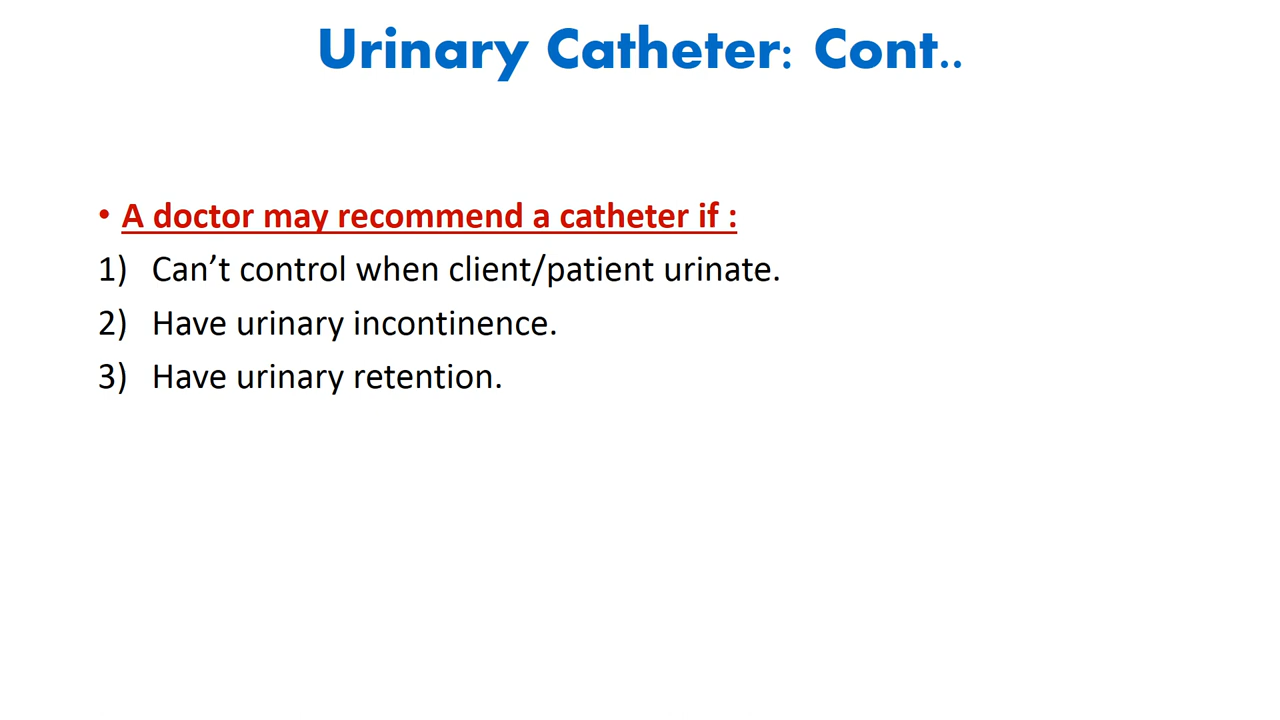 Urinary Catheter: Cont..
• A doctor may recommend a catheter if :
1) Can’t control when client/patient urinate.
2) Have urinary incontinence.
3) Have urinary retention.